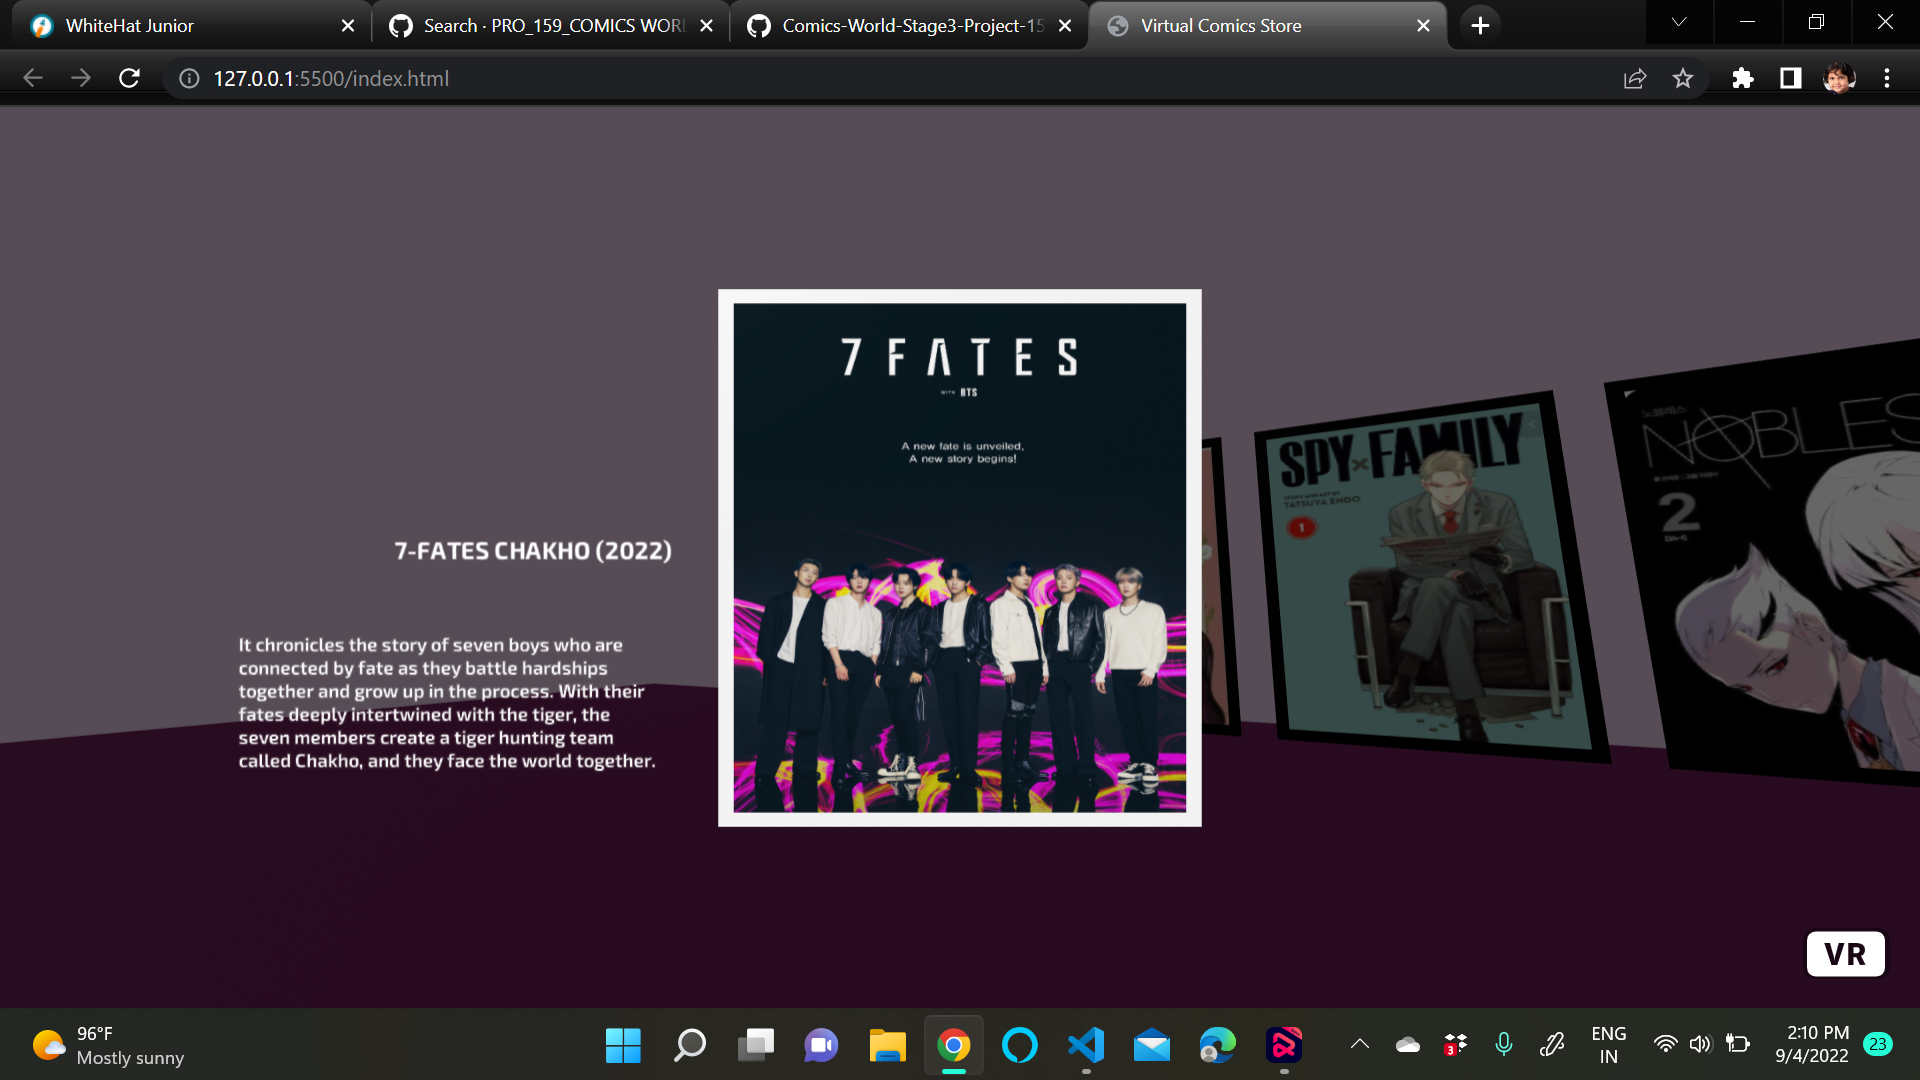 WhiteHat Junior
Search · PRO_159_COMICS WORL
Comics-World-Stage3-Project-15
Virtual Comics Store
127.0.0.1:5500/index.html
7 FATES
WITH BTS
A new fate is unveiled,
A new story begins!
7-FATES CHAKHO (2022)
It chronicles the story of seven boys who are
connected by fate as they battle hardships
together and grow up in the process. With their
fates deeply intertwined with the tiger, the
seven members create a tiger hunting team
called Chakho, and they face the world together.
SPY×FAMILY
STORY AND ART BY
TATSUYA ENDO
1
NOBLES
2
VR
96°F
Mostly sunny
3
ENG
IN
2:10 PM
9/4/2022
23